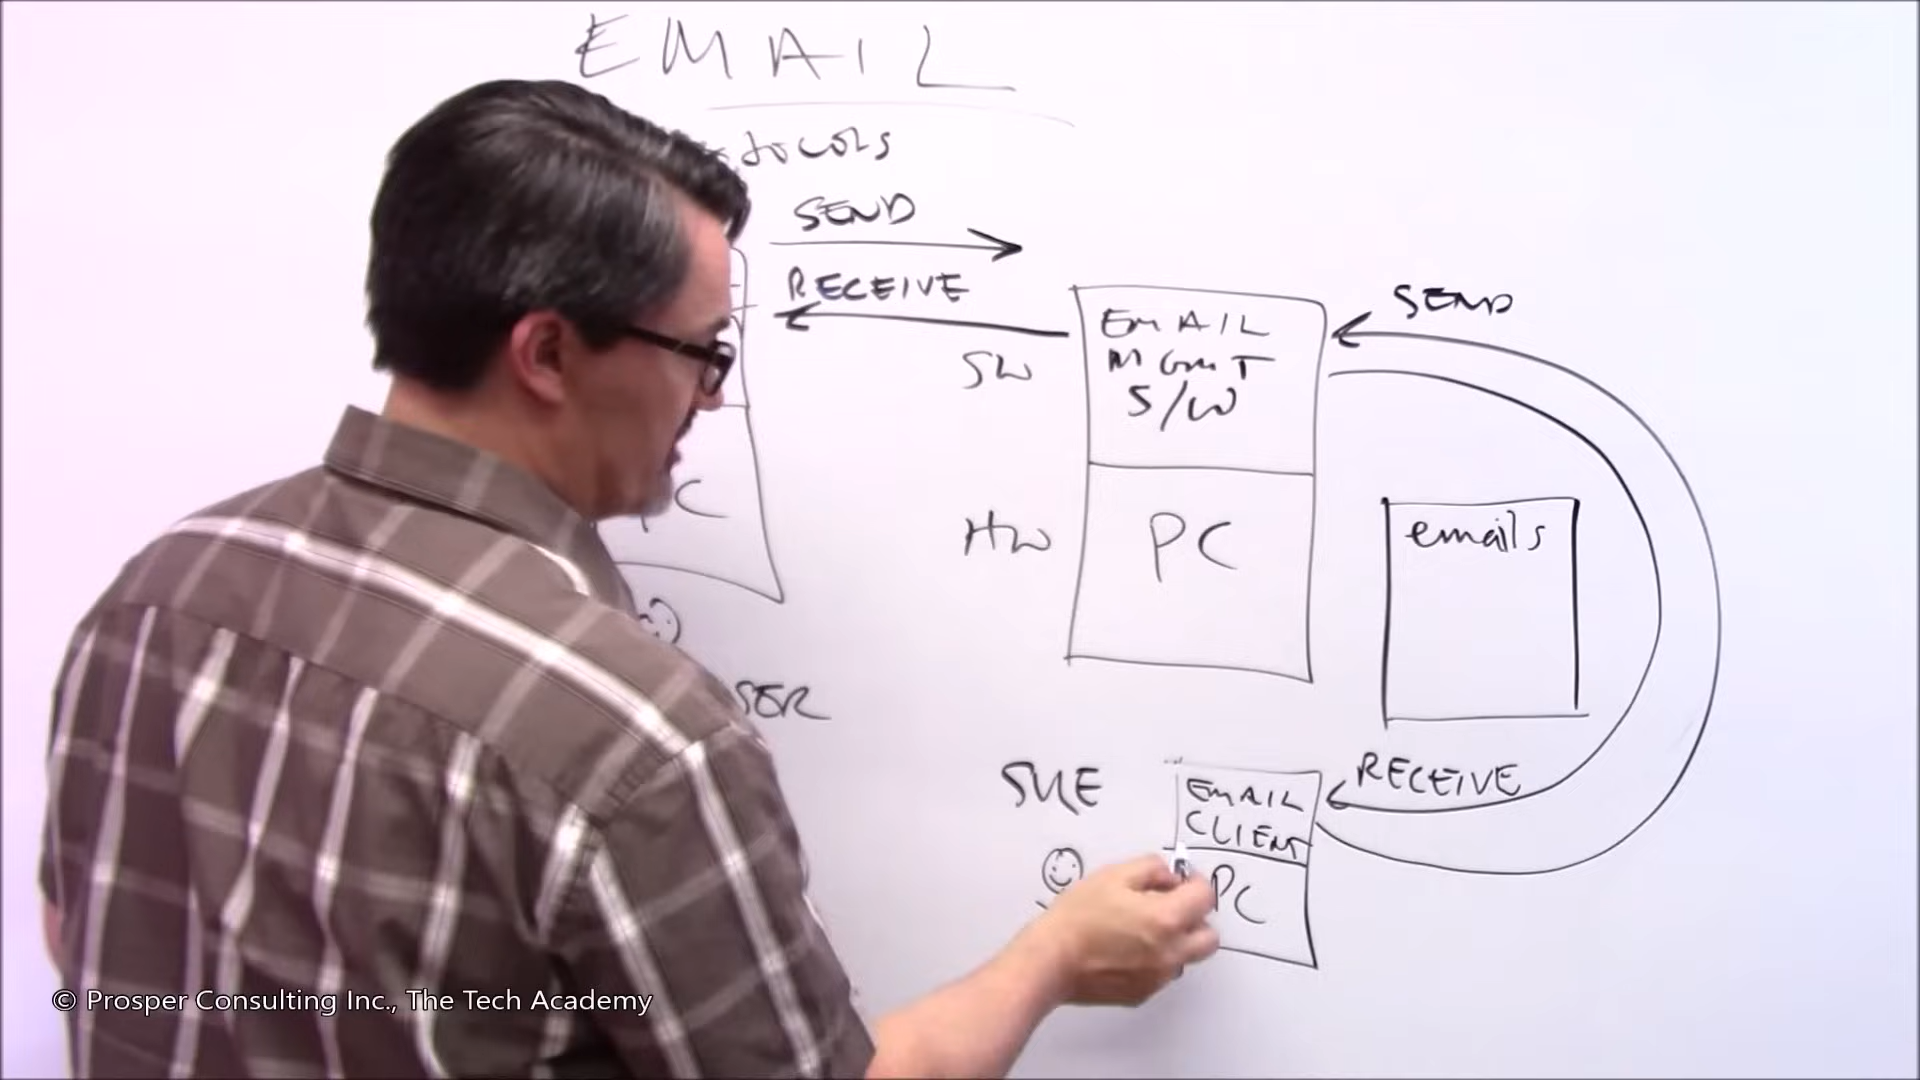 EMAIL
SEND
RECEIVE
SEND
SW
EMAIL
MGMT
S/W
HW
PC
emails
SUE
EMAIL
CLIENT
RECEIVE
PC
© Prosper Consulting Inc., The Tech Academy